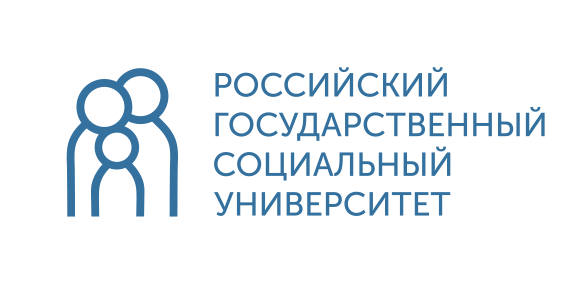 РОССИЙСКИЙ
ГОСУДАРСТВЕННЫЙ
СОЦИАЛЬНЫЙ
УНИВЕРСИТЕТ